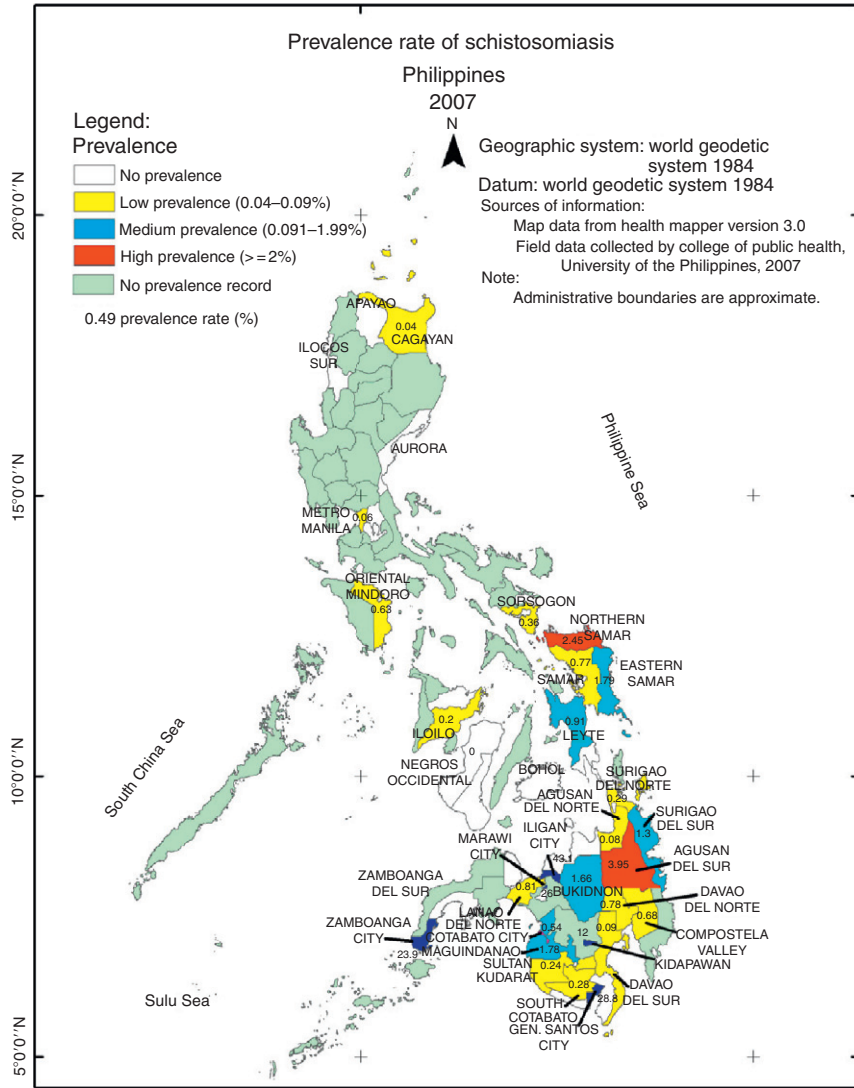 Prevalence rate of schistosomiasis
Philippines
2007
N
Legend:
Prevalence
No prevalence
Low prevalence (0.04–0.09%)
Medium prevalence (0.091–1.99%)
High prevalence (>=2%)
No prevalence record
0.49 prevalence rate (%)
Geographic system: world geodetic
system 1984
Datum: world geodetic system 1984
Sources of information:
Map data from health mapper version 3.0
Field data collected by college of public health,
University of the Philippines, 2007
Note:
Administrative boundaries are approximate.
20°0'0''N
15°0'0''N
10°0'0''N
5°0'0''N
APAYAO
0.04
CAGAYAN
ILOCOS
SUR
AURORA
Philippine Sea
METRO
MANILA
0.06
ORIENTAL
MINDORO
0.63
SORSOGON
0.36
NORTHERN
SAMAR
2.45
0.77
SAMAR
1.79
EASTERN
SAMAR
0.91
LEYTE
0.2
ILOILO
0
NEGROS
OCCIDENTAL
BOHOL
South China Sea
SURIGAO
DEL NORTE
0.29
AGUSAN
DEL NORTE
0.08
1.3
SURIGAO
DEL SUR
3.95
AGUSAN
DEL SUR
ILIGAN
CITY
43.1
MARAWI
CITY
26
1.66
BUKIDNON
ZAMBOANGA
DEL SUR
0.81
LANAO
DEL NORTE
0.78
DAVAO
DEL NORTE
0.68
COMPOSTELA
VALLEY
ZAMBOANGA
CITY
23.9
COTABATO CITY
0.54
MAGUINDANAO
1.78
12
0.09
KIDAPAWAN
SULTAN
KUDARAT
0.24
0.28
DAVAO
DEL SUR
SOUTH
COTABATO
28.8
GEN. SANTOS
CITY
Sulu Sea